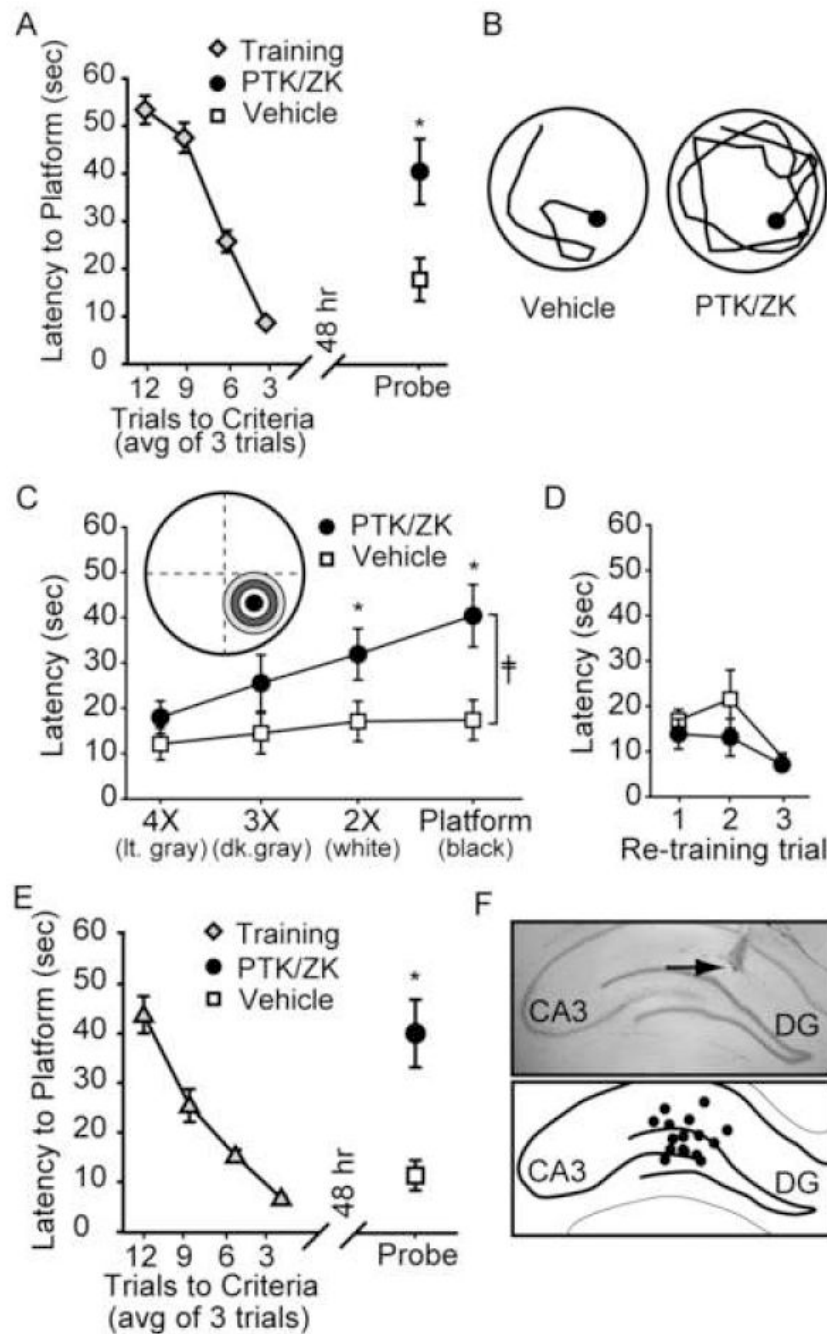 A
Latency to Platform (sec)
60
50
40
30
20
10
0
Training
PTK/ZK
Vehicle
*
12 9 6 3
48 hr
Probe
Trials to Criteria
(avg of 3 trials)
B
Vehicle
PTK/ZK
C
Latency (sec)
60
50
40
30
20
10
0
PTK/ZK
Vehicle
*
*
ǂ
4X 3X 2X Platform
(lt. gray) (dk.gray) (white) (black)
D
Latency (sec)
60
50
40
30
20
10
0
1 2 3
Re-training trial
E
Latency to Platform (sec)
60
50
40
30
20
10
0
Training
PTK/ZK
Vehicle
*
12 9 6 3
48 hr
Probe
Trials to Criteria
(avg of 3 trials)
F
CA3
DG
CA3
DG